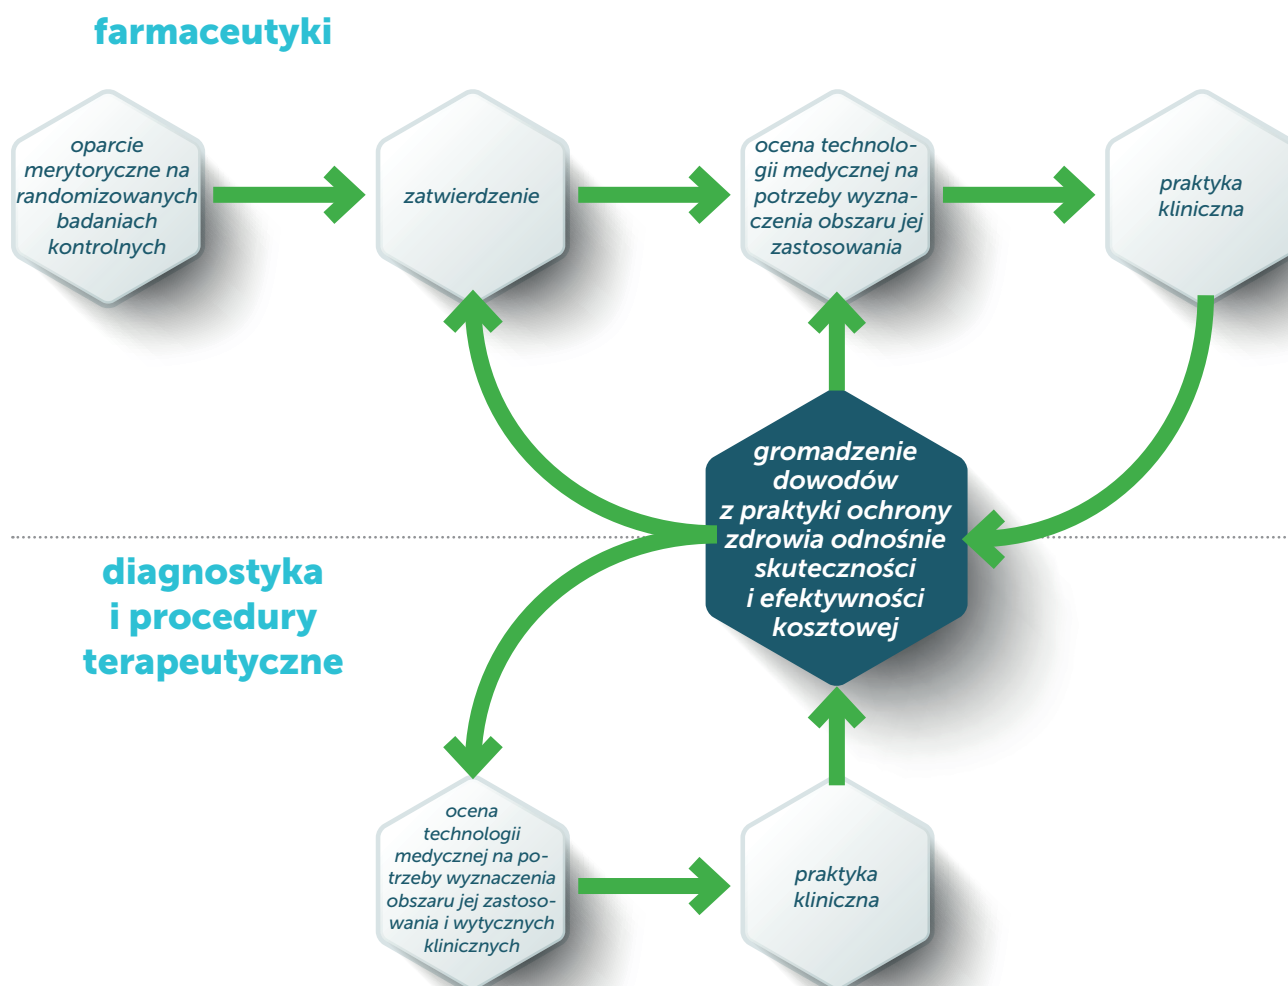 farmaceutyki
oparcie
merytoryczne na
randomizowanych
badaniach
kontrolnych
zatwierdzenie
ocena technolo-
gii medycznej na
potrzeby wyzna-
czenia obszaru jej
zastosowania
praktyka
kliniczna
gromadzenie
dowodów
z praktyki ochrony
zdrowia odnośnie
skuteczności
i efektywności
kosztowej
diagnostyka
i procedury
terapeutyczne
ocena
technologii
medycznej na po-
trzeby wyznaczenia
obszaru jej zastoso-
wania i wytycznych
klinicznych
praktyka
kliniczna